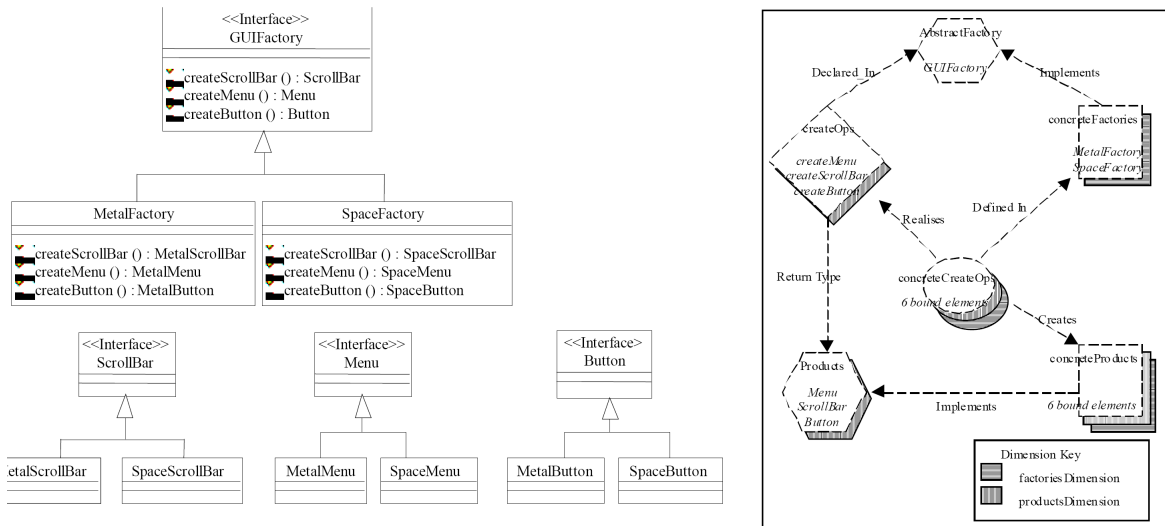 <<Interface>>
GUIFactory
createScrollBar () : ScrollBar
createMenu () : Menu
createButton () : Button
MetalFactory
createScrollBar () : MetalScrollBar
createMenu () : MetalMenu
createButton () : MetalButton
SpaceFactory
createScrollBar () : SpaceScrollBar
createMenu () : SpaceMenu
createButton () : SpaceButton
<<Interface>>
ScrollBar
<<Interface>>
Menu
<<Interface>
Button
etalScrollBar
SpaceScrollBar
MetalMenu
SpaceMenu
MetalButton
SpaceButton
AbstractFactory
GUIFactory
Declared_In
Implements
createOps
createMenu
createScrollBar
createButton
concreteFactories
MetalFactory
SpaceFactory
Realises
Defined In
Return Type
concreteCreateOps
6 bound elements
Creates
Products
Menu
ScrollBar
Button
Implements
concreteProducts
6 bound elements
Dimension Key
factoriesDimension
productsDimension